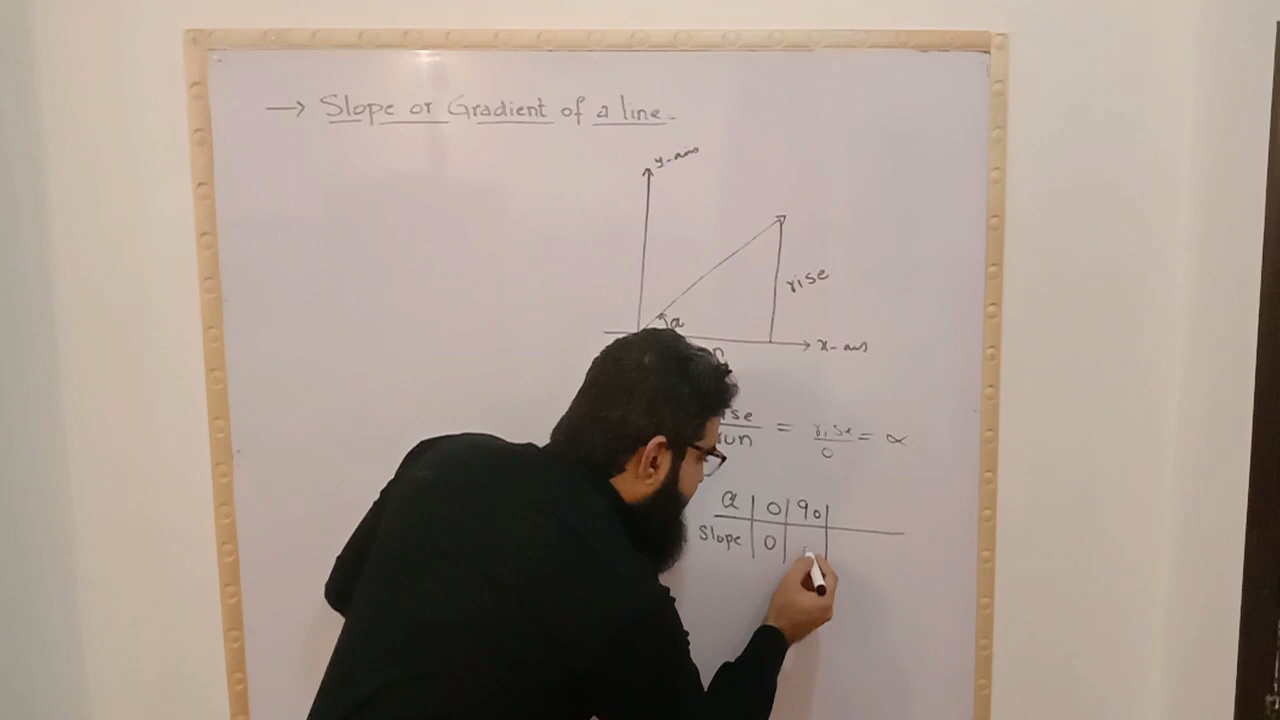 → Slope or Gradient of a line.
y-axis
rise
a
x-axis
rise/0 = ∝
a | 0 | 90 |
Slope | 0 |